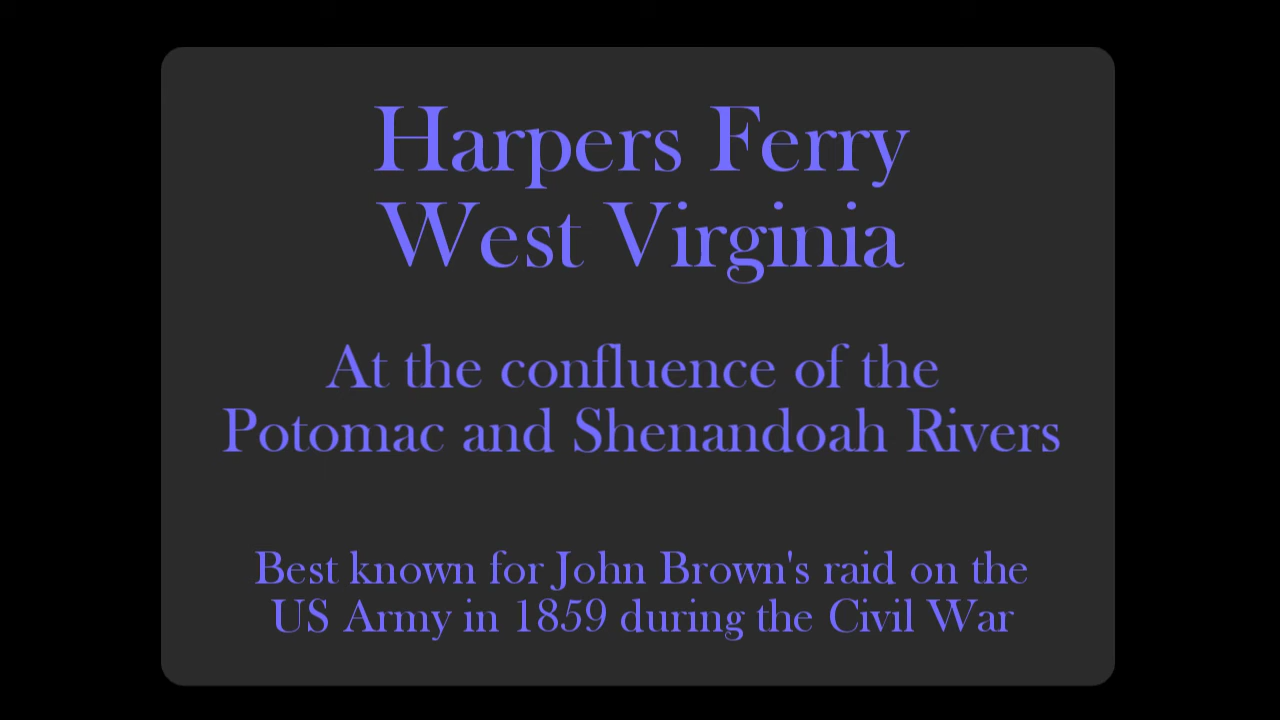 Harpers Ferry
West Virginia
At the confluence of the
Potomac and Shenandoah Rivers
Best known for John Brown's raid on the
US Army in 1859 during the Civil War